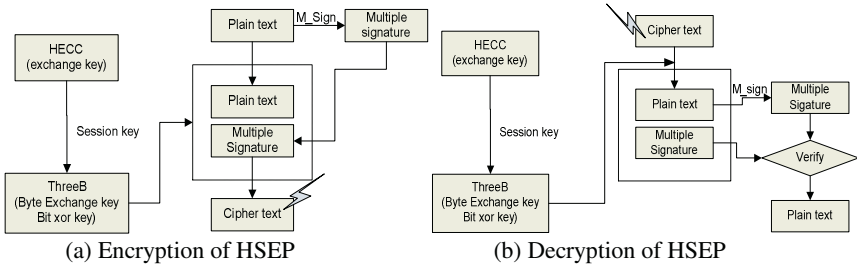 HECC
(exchange key)
Session key
ThreeB
(Byte Exchange key
Bit xor key)
Plain text
M_Sign
Multiple
signature
Plain text
Multiple
Signature
Cipher text
(a) Encryption of HSEP
HECC
(exchange key)
Session key
ThreeB
(Byte Exchange key
Bit xor key)
Cipher text
Plain text
M_sign
Multiple
Sigature
Multiple
Signature
Verify
Plain text
(b) Decryption of HSEP